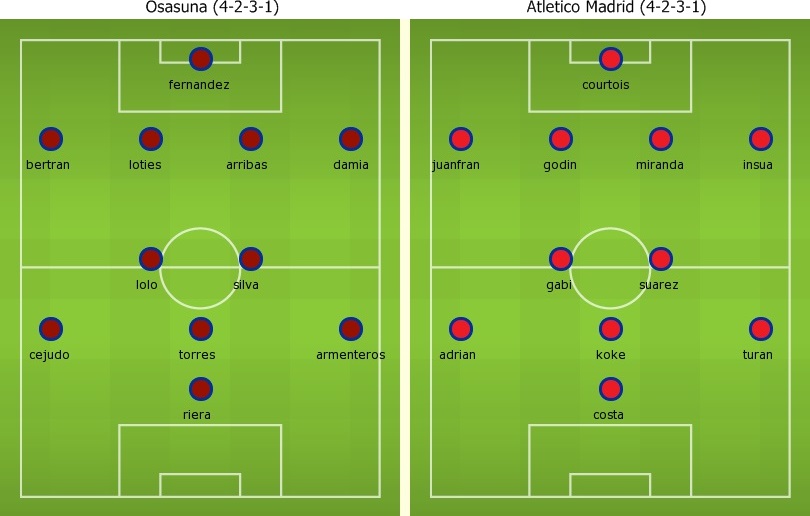 Osasuna (4-2-3-1)
fernandez
bertran loties arribas damia
lolo silva
cejudo torres armenteros
riera
Atletico Madrid (4-2-3-1)
courtois
juanfran godin miranda insua
gabi suarez
adrian koke turan
costa